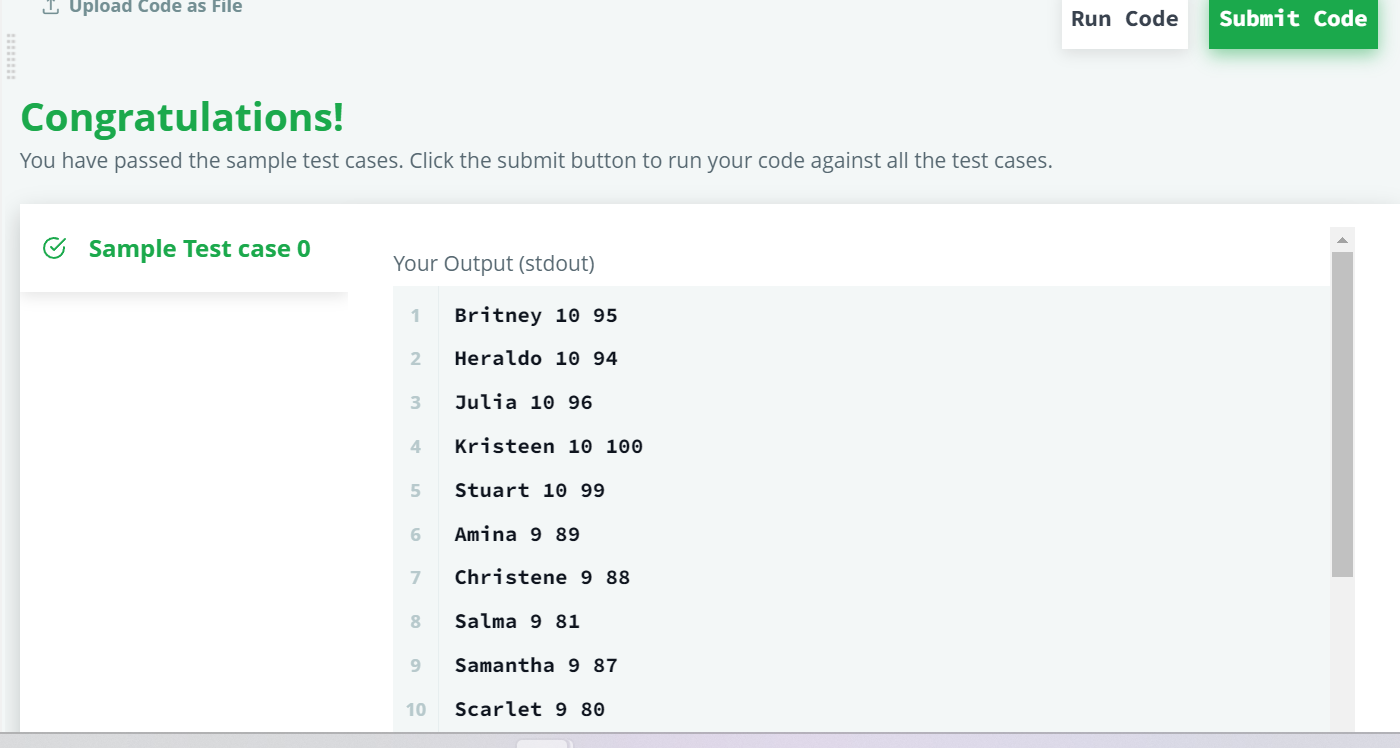 Upload Code as File
Run Code
Submit Code
Congratulations!
You have passed the sample test cases. Click the submit button to run your code against all the test cases.
Sample Test case 0
Your Output (stdout)
1 Britney 10 95
2 Heraldo 10 94
3 Julia 10 96
4 Kristeen 10 100
5 Stuart 10 99
6 Amina 9 89
7 Christene 9 88
8 Salma 9 81
9 Samantha 9 87
10 Scarlet 9 80